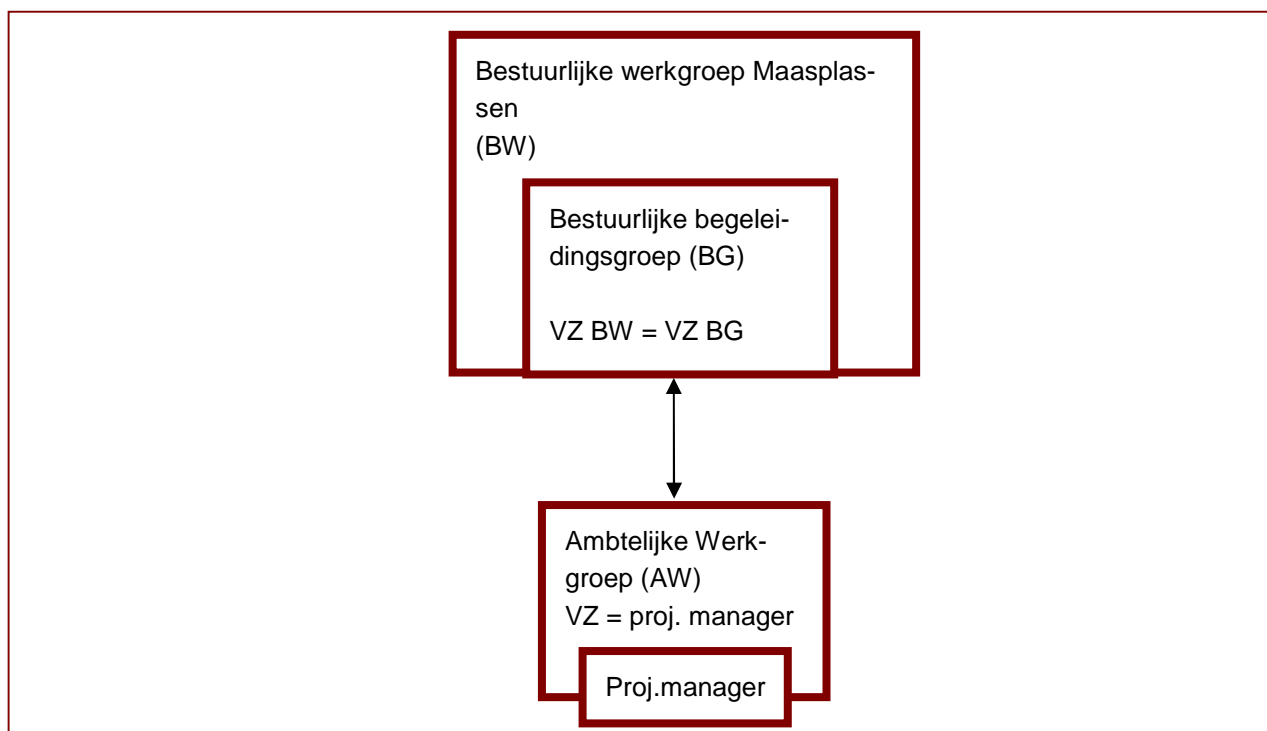 Bestuurlijke werkgroep Maasplas-
sen
(BW)
Bestuurlijke begelei-
dingsgroep (BG)
VZ BW = VZ BG
Ambtelijke Werk-
groep (AW)
VZ = proj. manager
Proj.manager